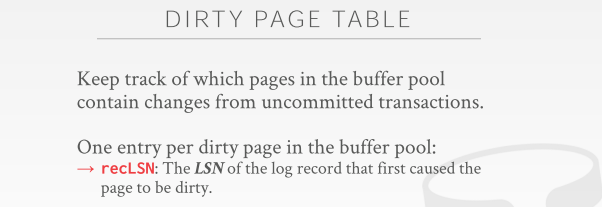 DIRTY PAGE TABLE
Keep track of which pages in the buffer pool
contain changes from uncommitted transactions.
One entry per dirty page in the buffer pool:
→ recLSN: The LSN of the log record that first caused the
page to be dirty.